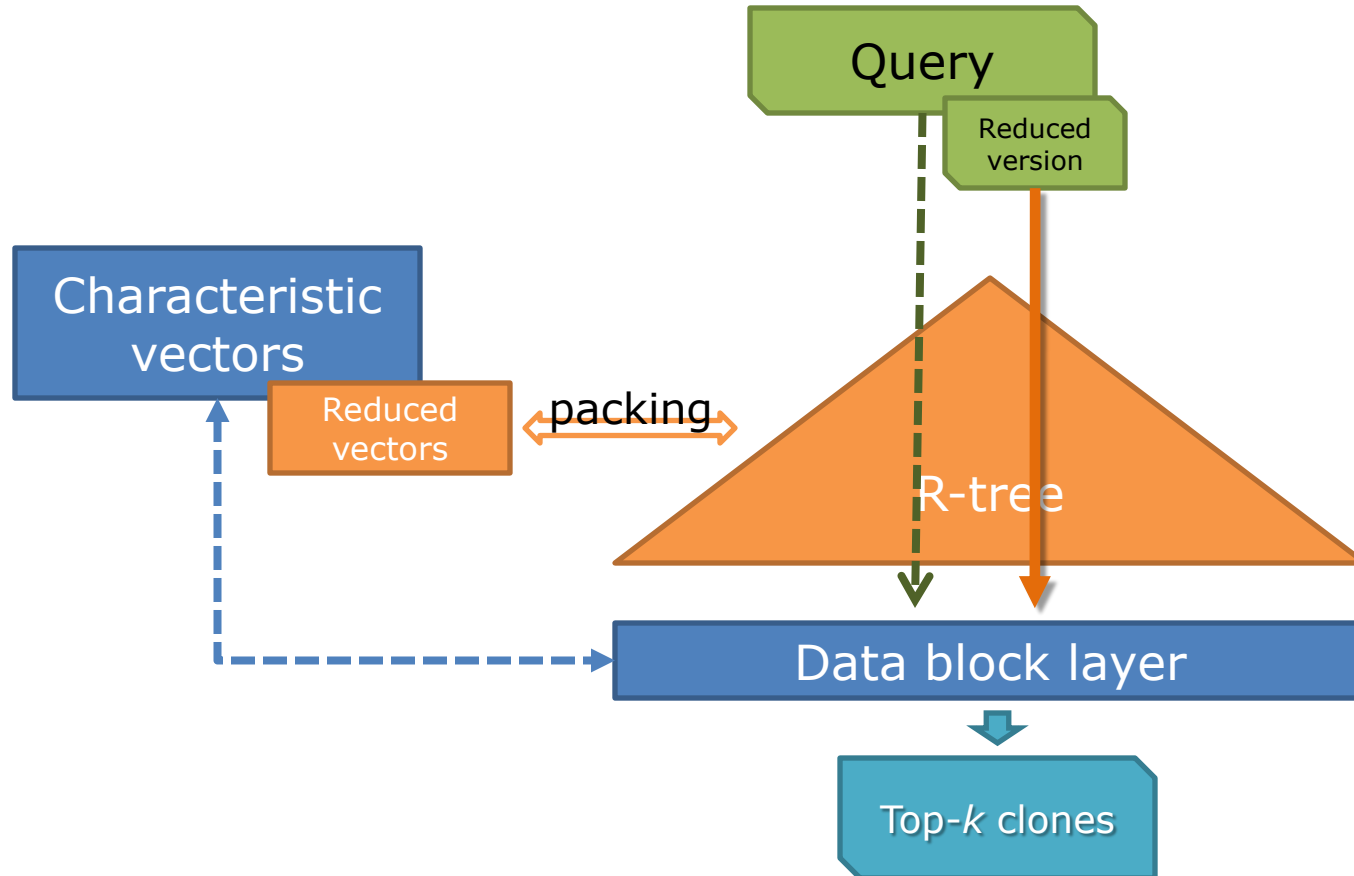 Query
Reduced
version
Characteristic
vectors
Reduced
vectors
packing
R-tree
Data block layer
Top-k clones